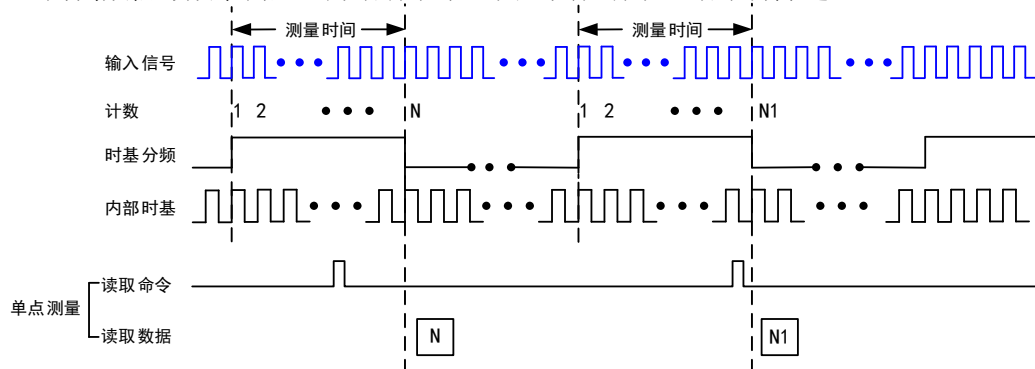 测量时间 测量时间
输入信号
计数 1 2 N 1 2 N1
时基分频
内部时基
读取命令
单点测量
读取数据 N N1